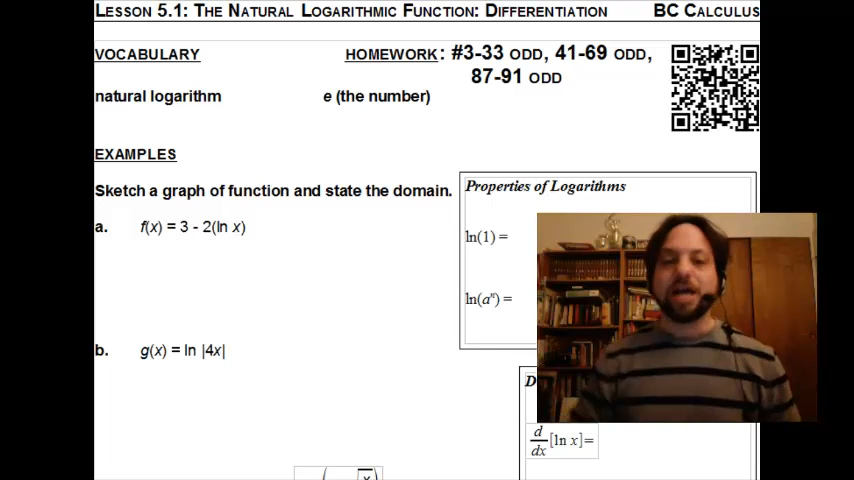 LESSON 5.1: THE NATURAL LOGARITHMIC FUNCTION: DIFFERENTIATION BC CALCULUS
VOCABULARY
HOMEWORK: #3-33 ODD, 41-69 ODD,
87-91 ODD
natural logarithm
e (the number)
EXAMPLES
Sketch a graph of function and state the domain.
a. f(x) = 3 - 2(ln x)
b. g(x) = ln |4x|
Properties of Logarithms
ln(1) =
ln(aⁿ) =
D
d/dx [ln x]=